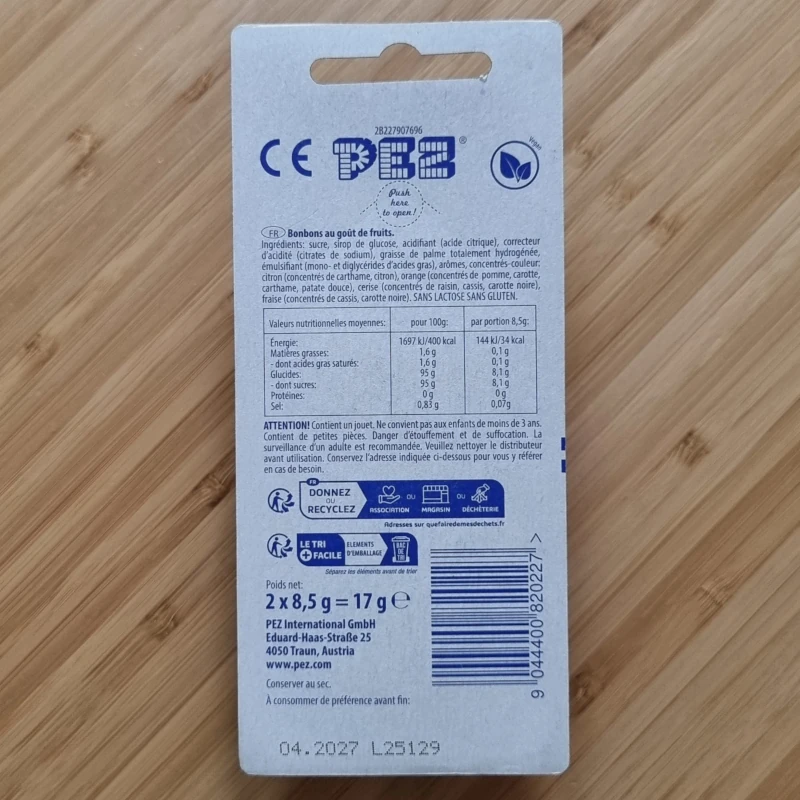 2B227907696
CE PEZ®
Vegan
Push
here
to open!
FR Bonbons au goût de fruits.
Ingrédients: sucre, sirop de glucose, acidifiant (acide citrique), correcteur
d'acidité (citrates de sodium), graisse de palme totalement hydrogénée,
émulsifiant (mono- et diglycérides d'acides gras), arômes, concentrés-couleur:
citron (concentrés de carthame, citron), orange (concentrés de pomme, carotte,
carthame, patate douce), cerise (concentrés de raisin, cassis, carotte noire),
fraise (concentrés de cassis, carotte noire). SANS LACTOSE SANS GLUTEN.
Valeurs nutritionnelles moyennes: pour 100g: par portion 8,5g:
Énergie: 1697 kJ/400 kcal 144 kJ/34 kcal
Matières grasses: 1,6 g 0,1 g
- dont acides gras saturés: 1,6 g 0,1 g
Glucides: 95 g 8,1 g
- dont sucres: 95 g 8,1 g
Protéines: 0 g 0 g
Sel: 0,83 g 0,07g
ATTENTION! Contient un jouet. Ne convient pas aux enfants de moins de 3 ans.
Contient de petites pièces. Danger d'étouffement et de suffocation. La
surveillance d'un adulte est recommandée. Veuillez nettoyer le distributeur
avant utilisation. Conservez l'adresse indiquée ci-dessous pour vous y référer
en cas de besoin.
FR
DONNEZ
OU
RECYCLEZ
ASSOCIATION OU MAGASIN OU DÉCHÈTERIE
Adresses sur quefairedemesdechets.fr
LE TRI
+ FACILE
ELEMENTS
D'EMBALLAGE
BAC
DE
TRI
Séparez les éléments avant de trier
Poids net:
2 x 8,5 g = 17 g e
PEZ International GmbH
Eduard-Haas-Straße 25
4050 Traun, Austria
www.pez.com
Conserver au sec.
À consommer de préférence avant fin:
9 044400 820227 >
04.2027 L25129